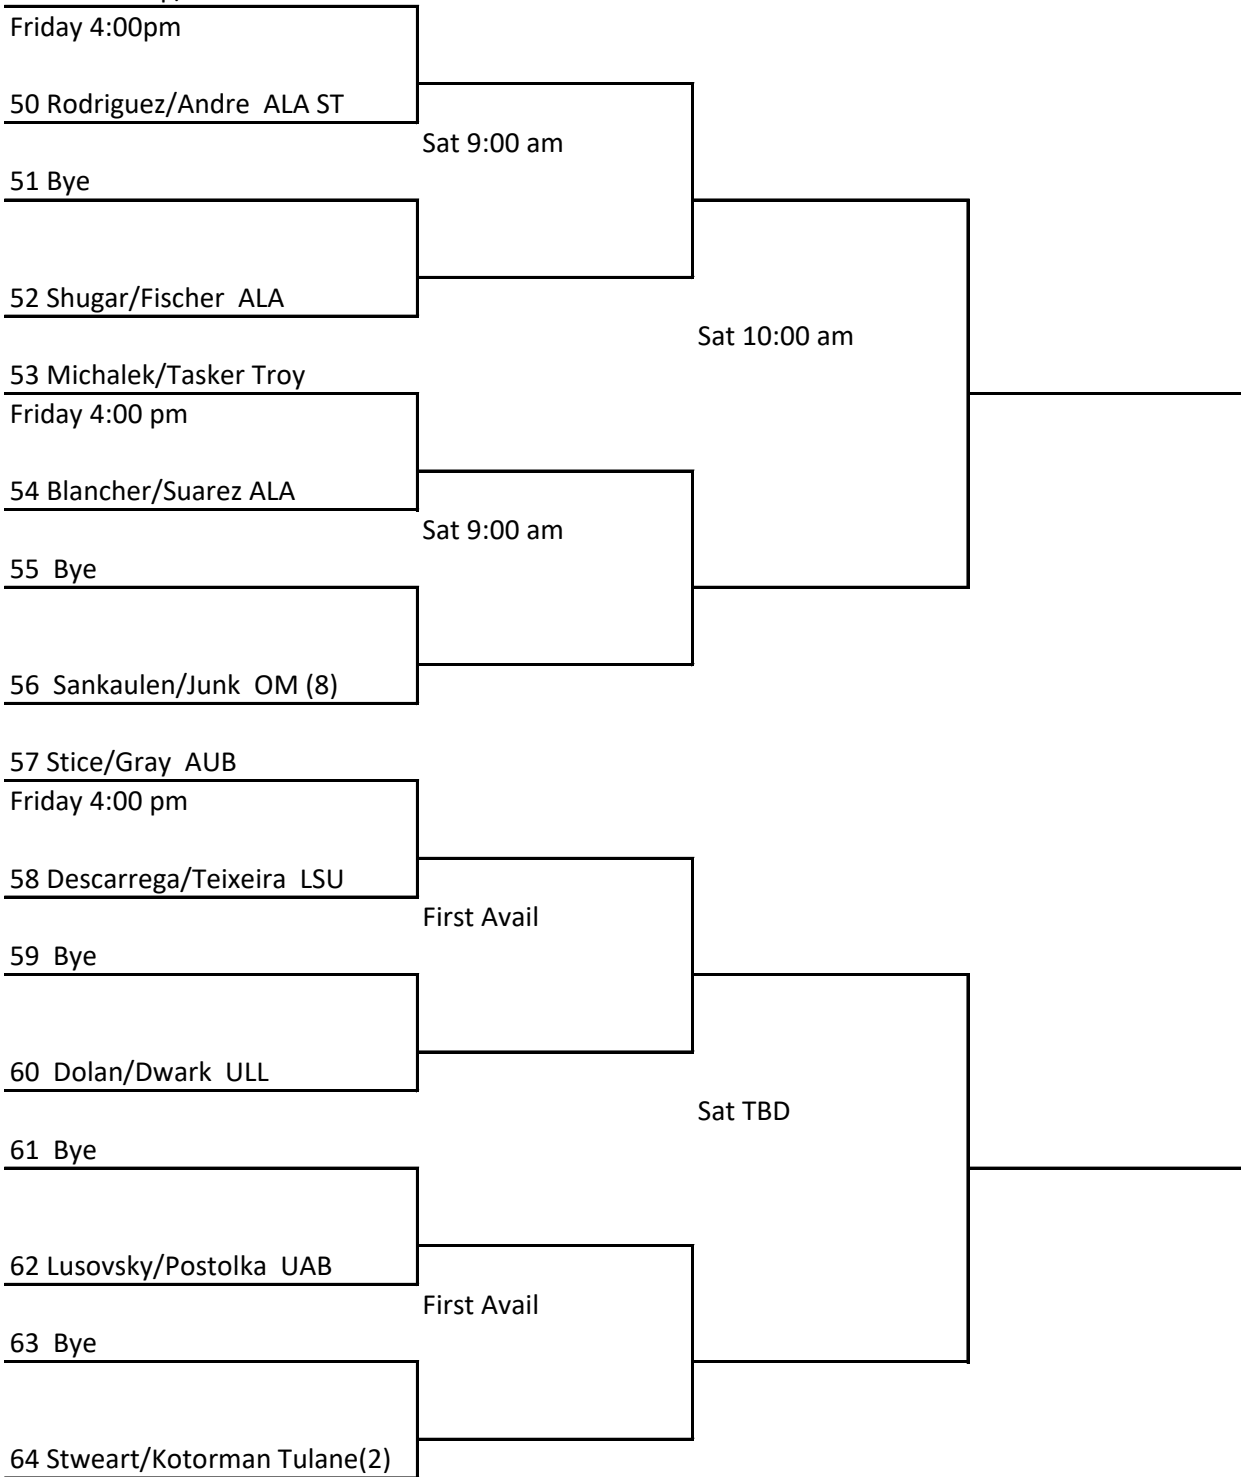 Friday 4:00pm
50 Rodriguez/Andre  ALA ST
Sat 9:00 am
51 Bye
52 Shugar/Fischer  ALA
Sat 10:00 am
53 Michalek/Tasker Troy
Friday 4:00 pm
54 Blancher/Suarez ALA
Sat 9:00 am
55  Bye
56  Sankaulen/Junk  OM (8)
57 Stice/Gray  AUB
Friday 4:00 pm
58 Descarrega/Teixeira  LSU
First Avail
59  Bye
60  Dolan/Dwark  ULL
Sat TBD
61  Bye
62 Lusovsky/Postolka  UAB
First Avail
63  Bye
64 Stweart/Kotorman Tulane(2)